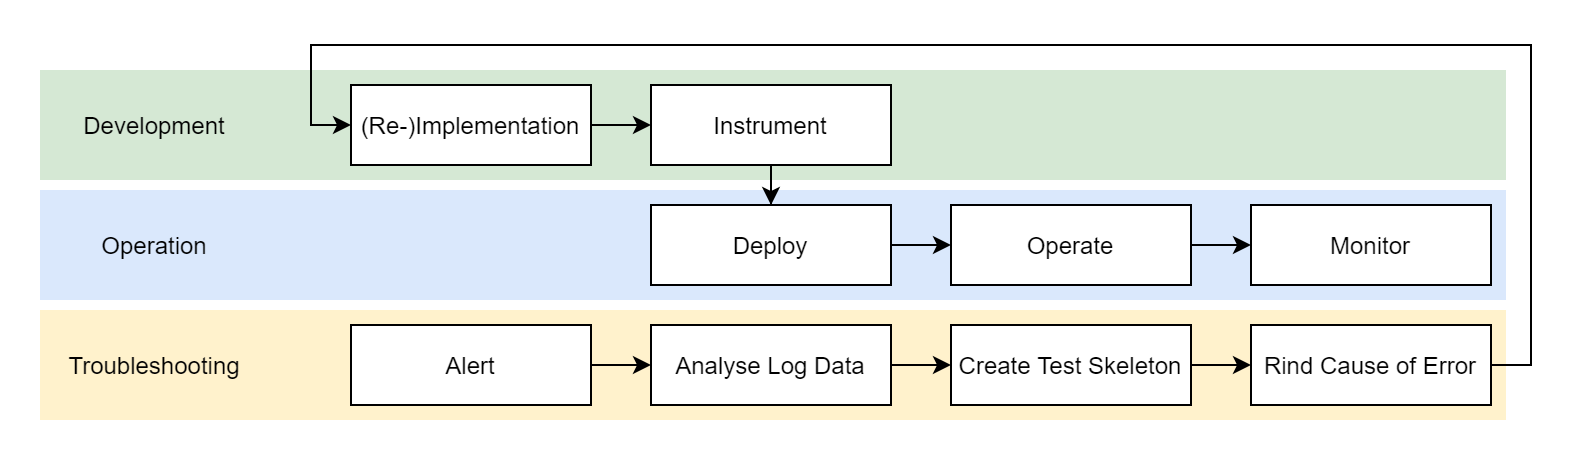 Development
(Re-)Implementation
Instrument
Operation
Deploy
Operate
Monitor
Troubleshooting
Alert
Analyse Log Data
Create Test Skeleton
Rind Cause of Error